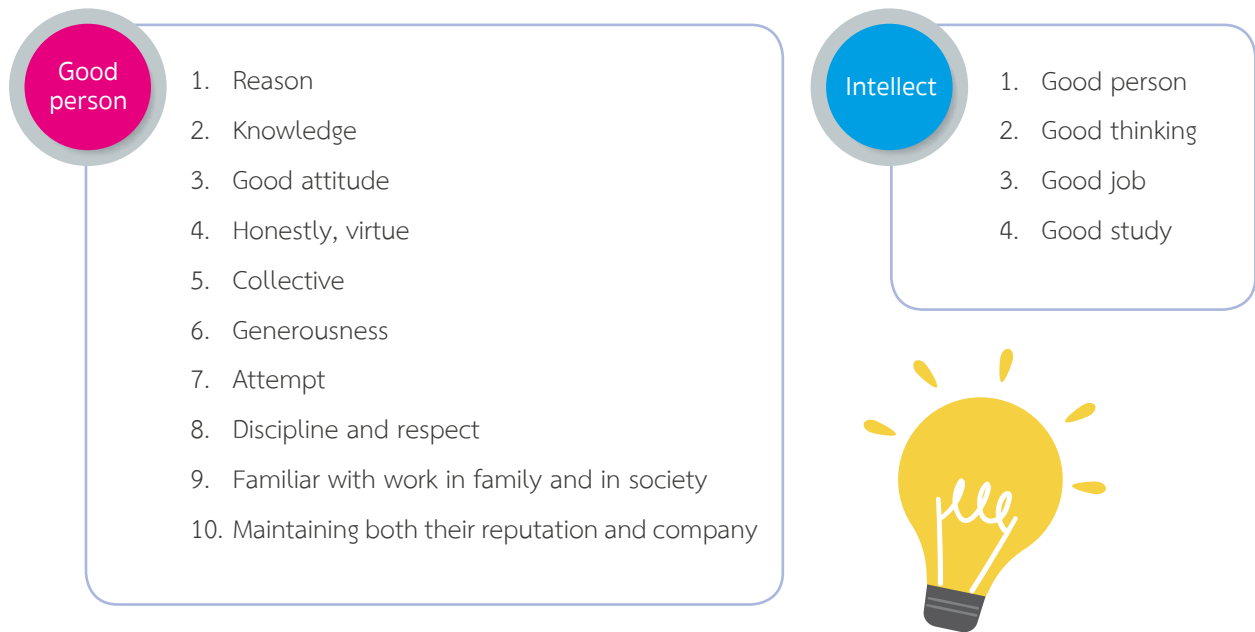 Good
person
1. Reason
2. Knowledge
3. Good attitude
4. Honestly, virtue
5. Collective
6. Generousness
7. Attempt
8. Discipline and respect
9. Familiar with work in family and in society
10. Maintaining both their reputation and company
Intellect
1. Good person
2. Good thinking
3. Good job
4. Good study